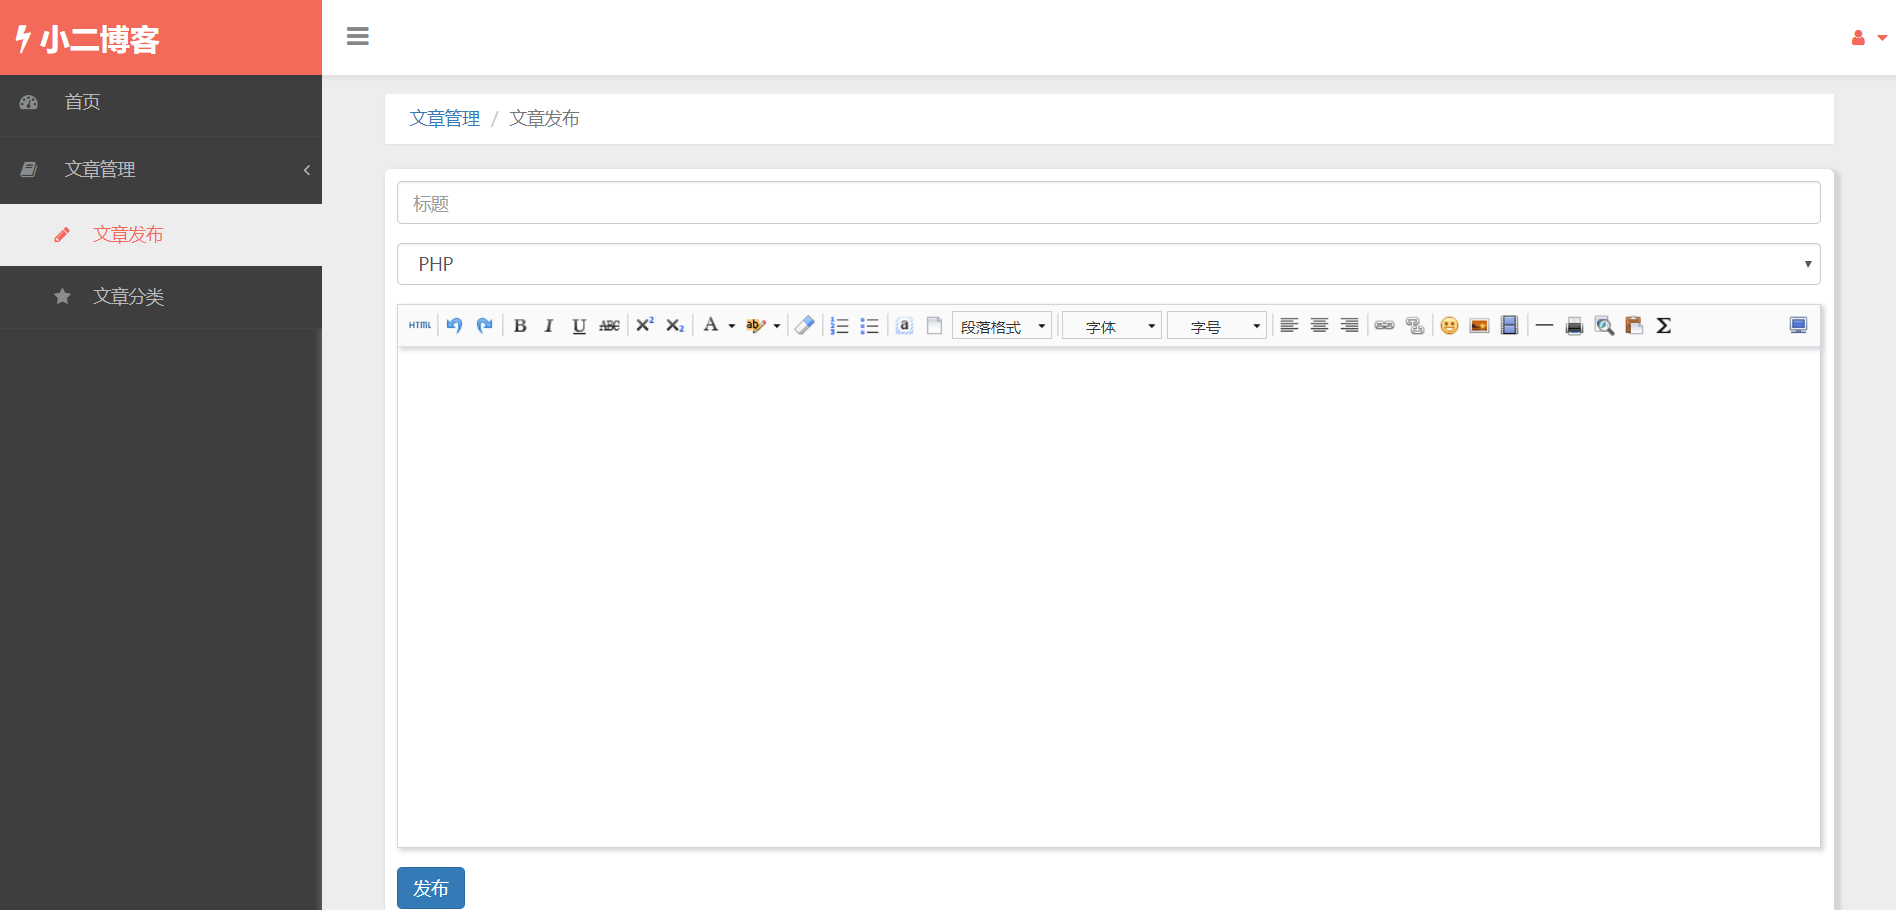 小二博客
首页
文章管理
文章发布
文章分类
文章管理 / 文章发布
标题
PHP
HTML B I U ABC X² X₂ A ab a 段落格式 字体 字号 Σ
发布